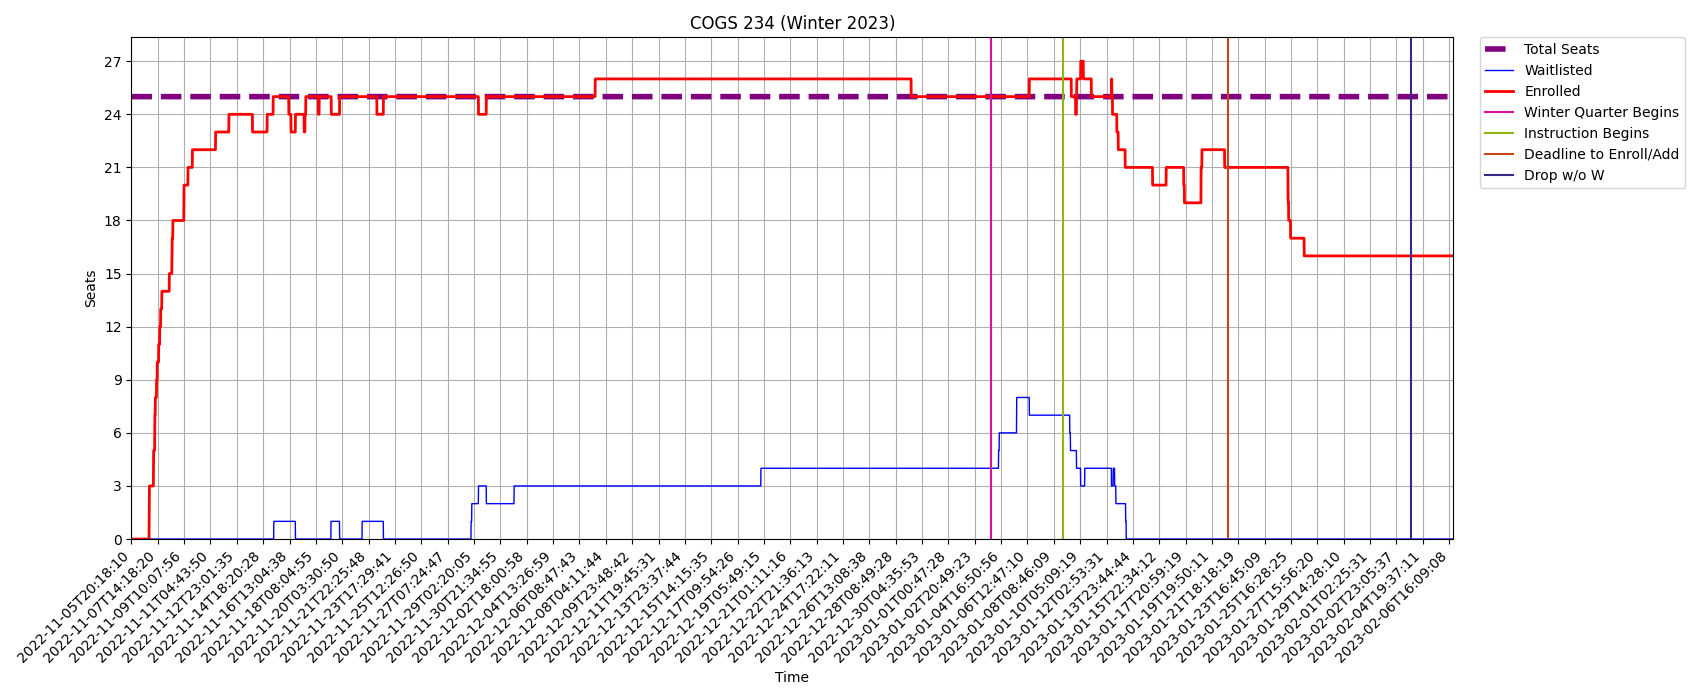 COGS 234 (Winter 2023)
Total Seats
Waitlisted
Enrolled
Winter Quarter Begins
Instruction Begins
Deadline to Enroll/Add
Drop w/o W
Seats
27
24
21
18
15
12
9
6
3
0
2022-11-05T20:18:10
2022-11-07T14:18:20
2022-11-09T10:07:56
2022-11-11T04:43:50
2022-11-12T23:01:35
2022-11-14T18:20:28
2022-11-16T13:04:38
2022-11-18T08:04:55
2022-11-20T03:30:50
2022-11-21T22:25:48
2022-11-23T17:29:41
2022-11-25T12:26:50
2022-11-27T07:24:47
2022-11-29T02:20:05
2022-11-30T21:34:55
2022-12-02T18:00:58
2022-12-04T13:26:59
2022-12-06T08:47:43
2022-12-08T04:11:44
2022-12-09T23:48:42
2022-12-11T19:45:31
2022-12-13T23:37:44
2022-12-15T14:15:35
2022-12-17T09:54:26
2022-12-19T05:49:15
2022-12-21T01:11:16
2022-12-22T21:36:13
2022-12-24T17:22:11
2022-12-26T13:08:38
2022-12-28T08:49:28
2022-12-30T04:35:53
2023-01-01T00:47:28
2023-01-02T20:49:23
2023-01-04T16:50:56
2023-01-06T12:47:10
2023-01-08T08:46:09
2023-01-10T05:09:19
2023-01-12T02:53:31
2023-01-13T23:44:44
2023-01-15T22:34:12
2023-01-17T20:59:19
2023-01-19T19:50:11
2023-01-21T18:18:19
2023-01-23T16:45:09
2023-01-25T16:28:25
2023-01-27T15:56:20
2023-01-29T14:28:10
2023-02-01T02:25:31
2023-02-02T23:05:37
2023-02-04T19:37:11
2023-02-06T16:09:08
Time